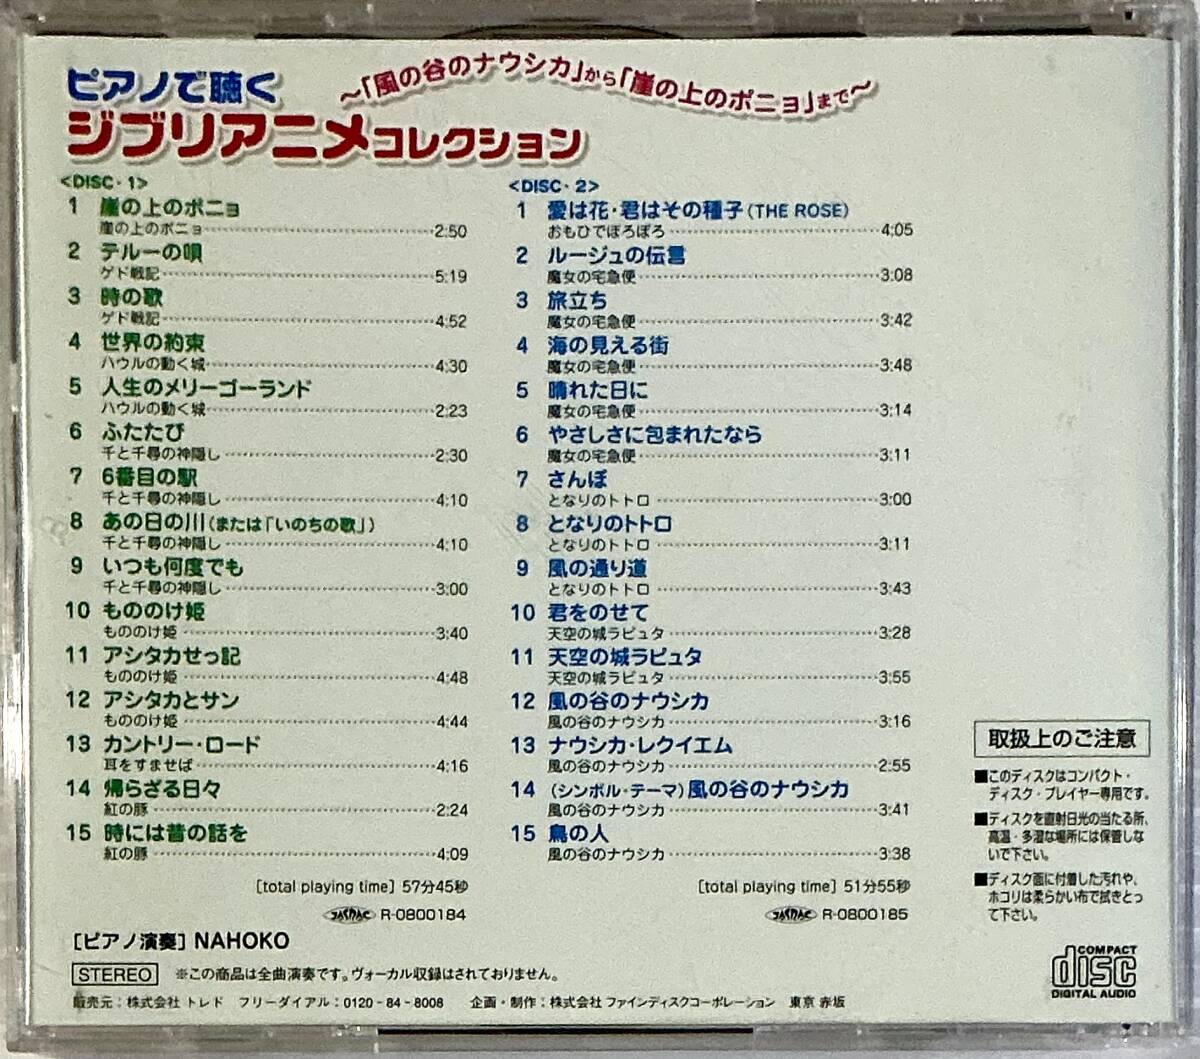 ピアノで聴く
～「風の谷のナウシカ」から「崖の上のポニョ」まで～
ジブリアニメコレクション
<DISC・1>
1 崖の上のポニョ
崖の上のポニョ 2:50
2 テルーの唄
ゲド戦記 5:19
3 時の歌
ゲド戦記 4:52
4 世界の約束
ハウルの動く城 4:30
5 人生のメリーゴーランド
ハウルの動く城 2:23
6 ふたたび
千と千尋の神隠し 2:30
7 6番目の駅
千と千尋の神隠し 4:10
8 あの日の川(または「いのちの歌」)
千と千尋の神隠し 4:10
9 いつも何度でも
千と千尋の神隠し 3:00
10 もののけ姫
もののけ姫 3:40
11 アシタカせっ記
もののけ姫 4:48
12 アシタカとサン
もののけ姫 4:44
13 カントリー・ロード
耳をすませば 4:16
14 帰らざる日々
紅の豚 2:24
15 時には昔の話を
紅の豚 4:09
[total playing time] 57分45秒
JASRAC R-0800184
<DISC・2>
1 愛は花・君はその種子(THE ROSE)
おもひでぽろぽろ 4:05
2 ルージュの伝言
魔女の宅急便 3:08
3 旅立ち
魔女の宅急便 3:42
4 海の見える街
魔女の宅急便 3:48
5 晴れた日に
魔女の宅急便 3:14
6 やさしさに包まれたなら
魔女の宅急便 3:11
7 さんぽ
となりのトトロ 3:00
8 となりのトトロ
となりのトトロ 3:11
9 風の通り道
となりのトトロ 3:43
10 君をのせて
天空の城ラピュタ 3:28
11 天空の城ラピュタ
天空の城ラピュタ 3:55
12 風の谷のナウシカ
風の谷のナウシカ 3:16
13 ナウシカ・レクイエム
風の谷のナウシカ 2:55
14 (シンボル・テーマ)風の谷のナウシカ
風の谷のナウシカ 3:41
15 鳥の人
風の谷のナウシカ 3:38
[total playing time] 51分55秒
JASRAC R-0800185
取扱上のご注意
■このディスクはコンパクト・
ディスク・プレイヤー専用です。
■ディスクを直射日光の当たる所、
高温・多湿な場所には保管しな
いで下さい。
■ディスク面に付着した汚れや、
ホコリは柔らかい布で拭きとっ
て下さい。
[ピアノ演奏] NAHOKO
STEREO ※この商品は全曲演奏です。ヴォーカル収録はされておりません。
販売元:株式会社 トレド フリーダイアル:0120-84-8008 企画・制作:株式会社 ファインディスクコーポレーション 東京 赤坂
COMPACT
disc
DIGITAL AUDIO